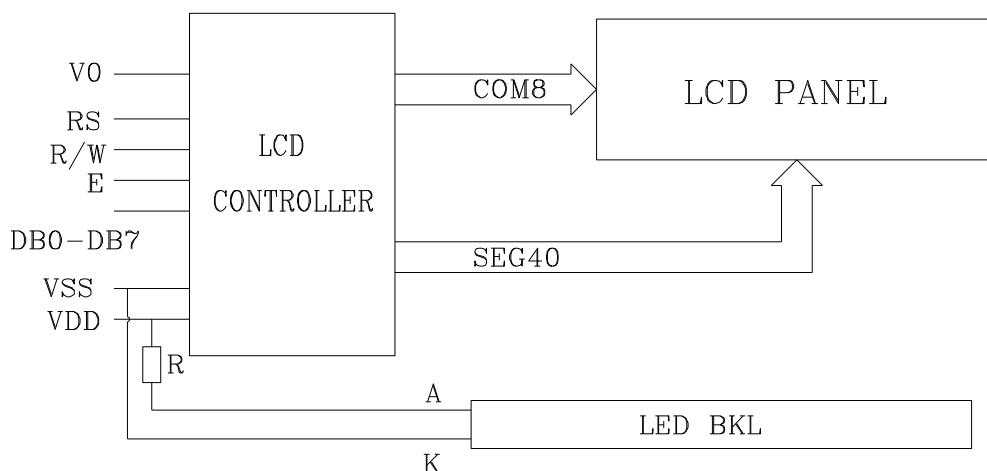 V0
RS
R/W
E
DB0-DB7
VSS
VDD
R
LCD
CONTROLLER
COM8
SEG40
LCD PANEL
A
K
LED BKL